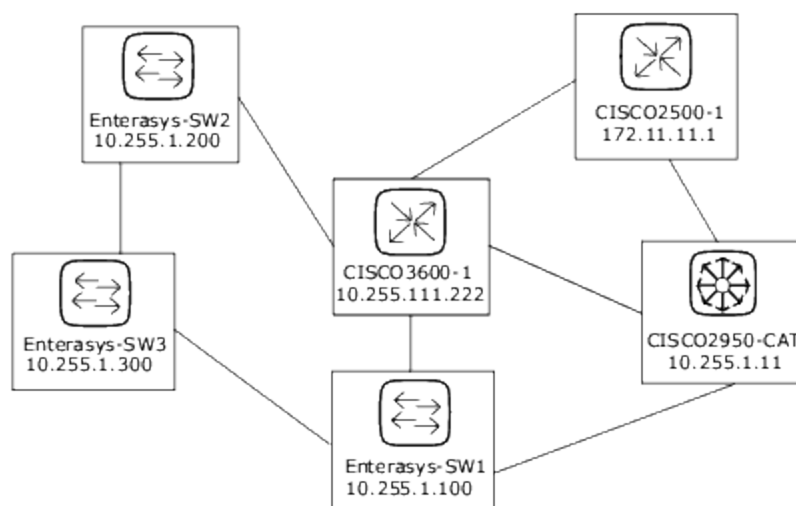 Enterasys-SW2
10.255.1.200
CISCO2500-1
172.11.11.1
CISCO3600-1
10.255.111.222
Enterasys-SW3
10.255.1.300
CISCO2950-CAT
10.255.1.11
Enterasys-SW1
10.255.1.100